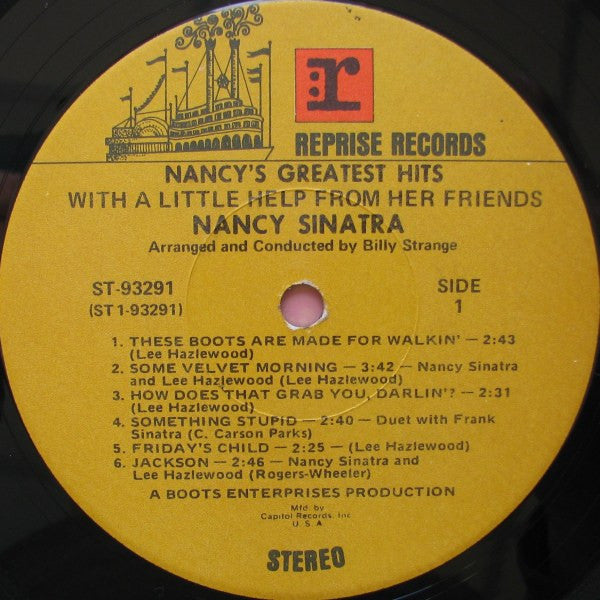 r
REPRISE RECORDS
NANCY'S GREATEST HITS
WITH A LITTLE HELP FROM HER FRIENDS
NANCY SINATRA
Arranged and Conducted by Billy Strange
ST-93291
(ST 1-93291)
SIDE
1
1. THESE BOOTS ARE MADE FOR WALKIN' — 2:43
(Lee Hazlewood)
2. SOME VELVET MORNING — 3:42 — Nancy Sinatra
and Lee Hazlewood (Lee Hazlewood)
3. HOW DOES THAT GRAB YOU, DARLIN'? — 2:31
(Lee Hazlewood)
4. SOMETHING STUPID — 2:40 — Duet with Frank
Sinatra (C. Carson Parks)
5. FRIDAY'S CHILD — 2:25 — (Lee Hazlewood)
6. JACKSON — 2:46 — Nancy Sinatra and
Lee Hazlewood (Rogers-Wheeler)
A BOOTS ENTERPRISES PRODUCTION
Mfd. by
Capitol Records, Inc.
U. S. A.
STEREO